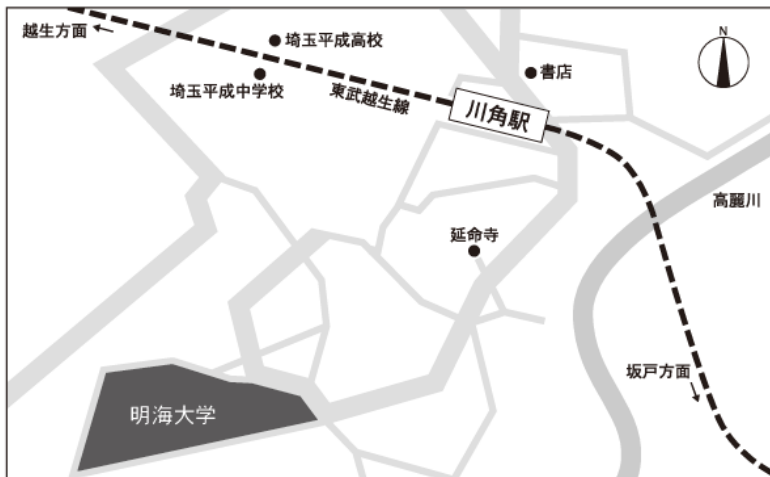 越生方面
埼玉平成高校
N
書店
埼玉平成中学校
東武越生線
川角駅
高麗川
延命寺
坂戸方面
明海大学